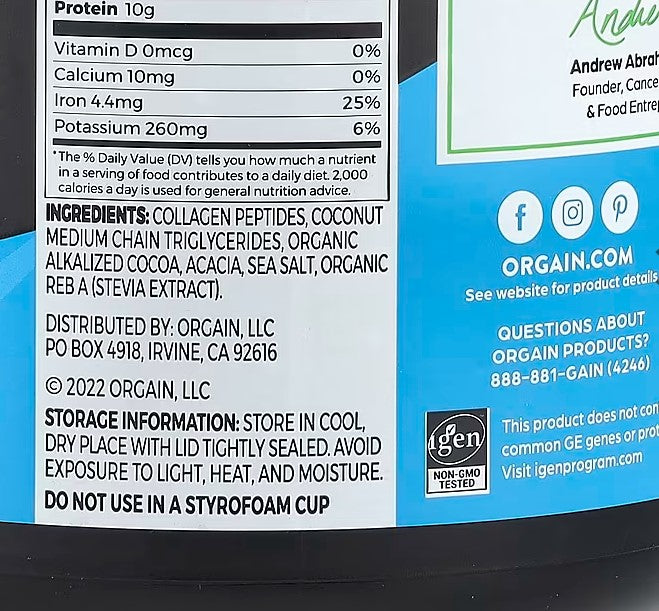 Protein 10g
Vitamin D 0mcg 0%
Calcium 10mg 0%
Iron 4.4mg 25%
Potassium 260mg 6%
*The % Daily Value (DV) tells you how much a nutrient
in a serving of food contributes to a daily diet. 2,000
calories a day is used for general nutrition advice.
INGREDIENTS: COLLAGEN PEPTIDES, COCONUT
MEDIUM CHAIN TRIGLYCERIDES, ORGANIC
ALKALIZED COCOA, ACACIA, SEA SALT, ORGANIC
REB A (STEVIA EXTRACT).
DISTRIBUTED BY: ORGAIN, LLC
PO BOX 4918, IRVINE, CA 92616
© 2022 ORGAIN, LLC
STORAGE INFORMATION: STORE IN COOL,
DRY PLACE WITH LID TIGHTLY SEALED. AVOID
EXPOSURE TO LIGHT, HEAT, AND MOISTURE.
DO NOT USE IN A STYROFOAM CUP
Andrew
Founder,
& Food
ORGAIN.COM
See website for product details
QUESTIONS ABOUT
ORGAIN PRODUCTS?
888-881-GAIN (4246)
igen
NON-GMO
TESTED
This product does not
common GE genes or
Visit igenprogram.com